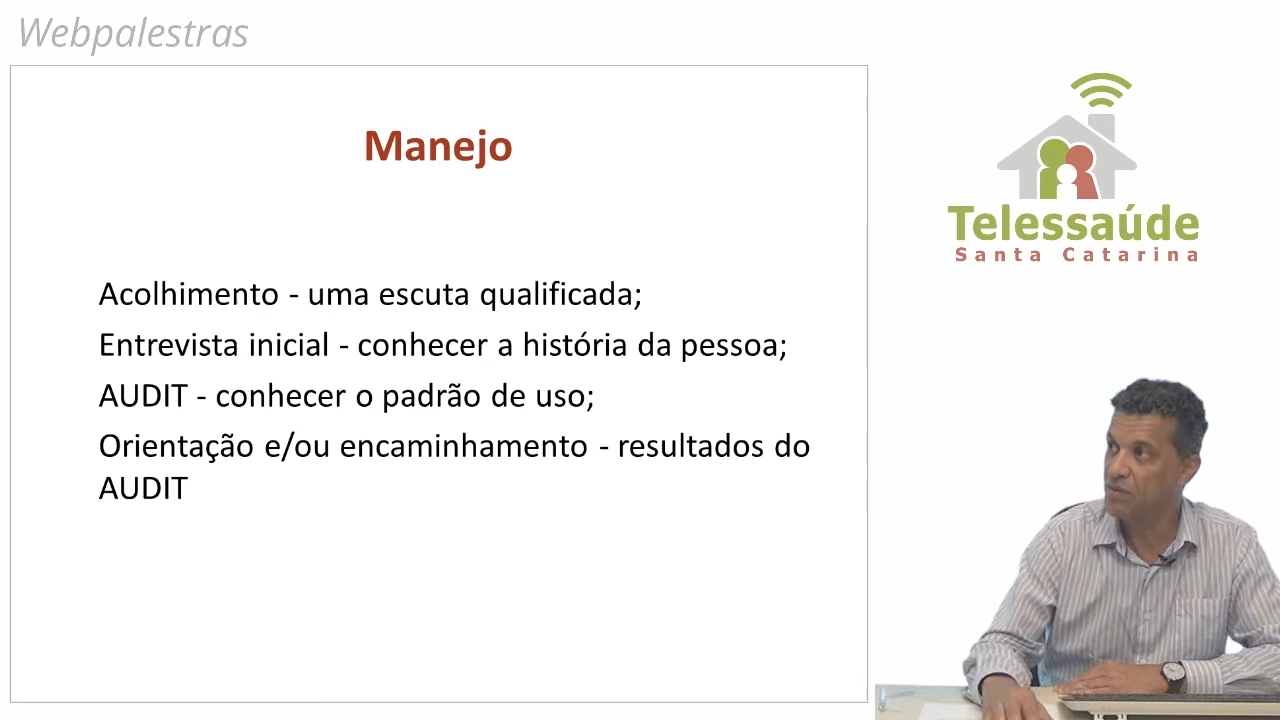 Webpalestras
Manejo
Acolhimento - uma escuta qualificada;
Entrevista inicial - conhecer a história da pessoa;
AUDIT - conhecer o padrão de uso;
Orientação e/ou encaminhamento - resultados do
AUDIT
Telessaúde
Santa Catarina